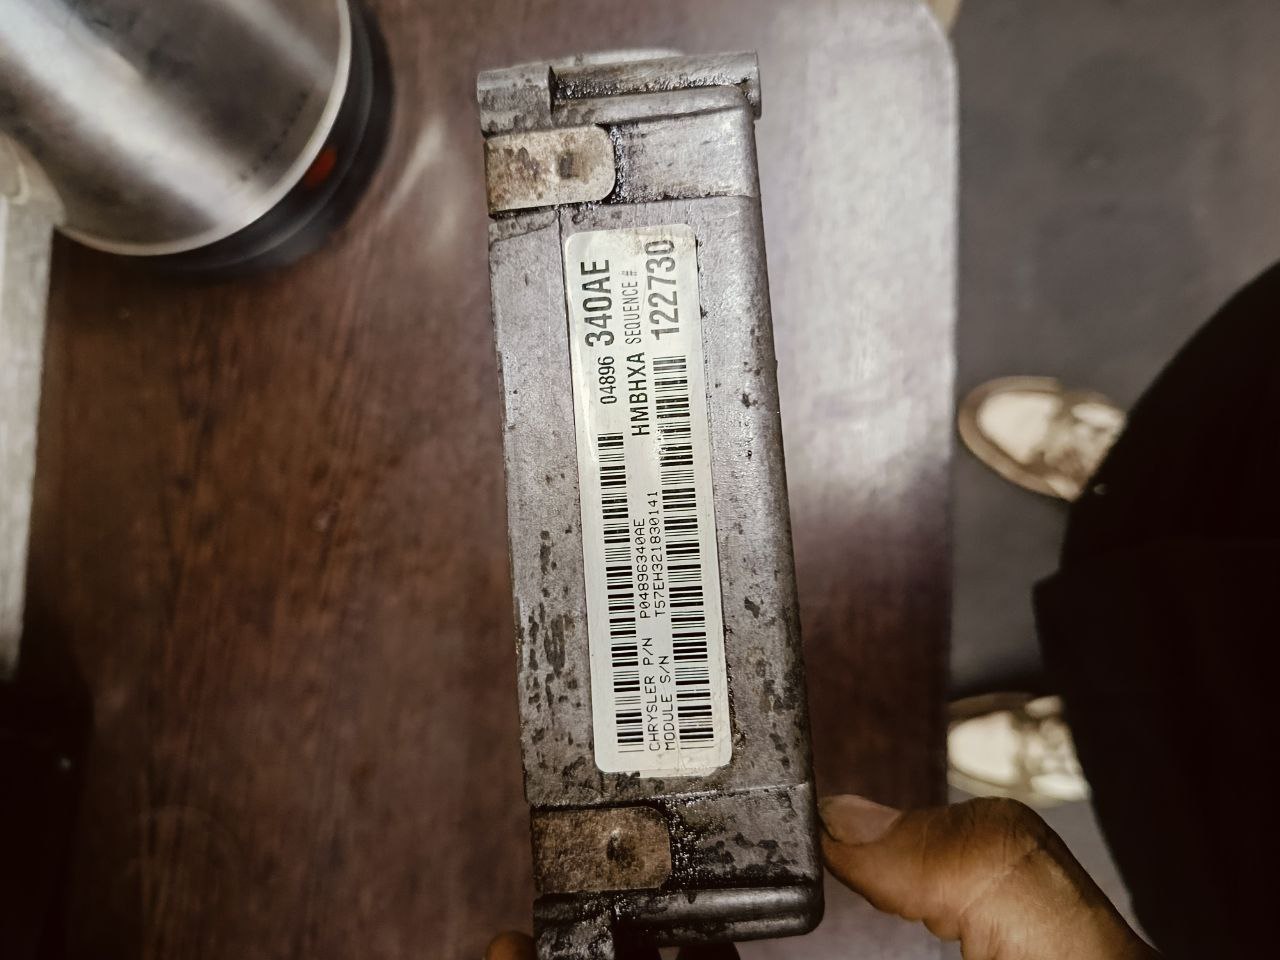 04896 340AE
HMBHXA SEQUENCE #
122730
CHRYSLER P/N P04896340AE
MODULE S/N T57EH321830141